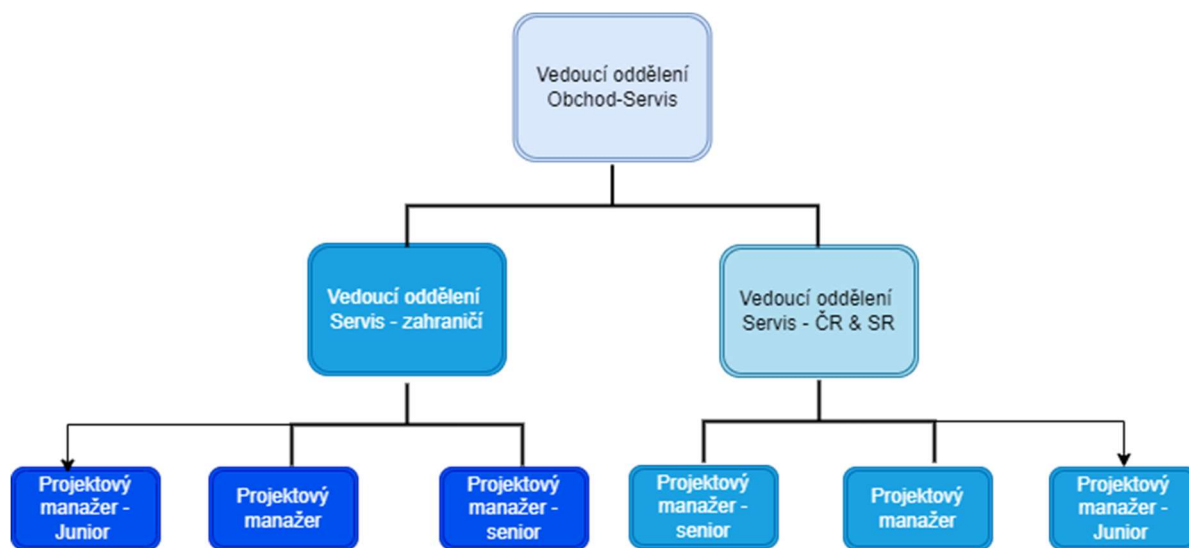 Vedoucí oddělení
Obchod-Servis
Vedoucí oddělení
Servis - zahraničí
Vedoucí oddělení
Servis - ČR & SR
Projektový
manažer -
Junior
Projektový
manažer
Projektový
manažer -
senior
Projektový
manažer -
senior
Projektový
manažer
Projektový
manažer -
Junior